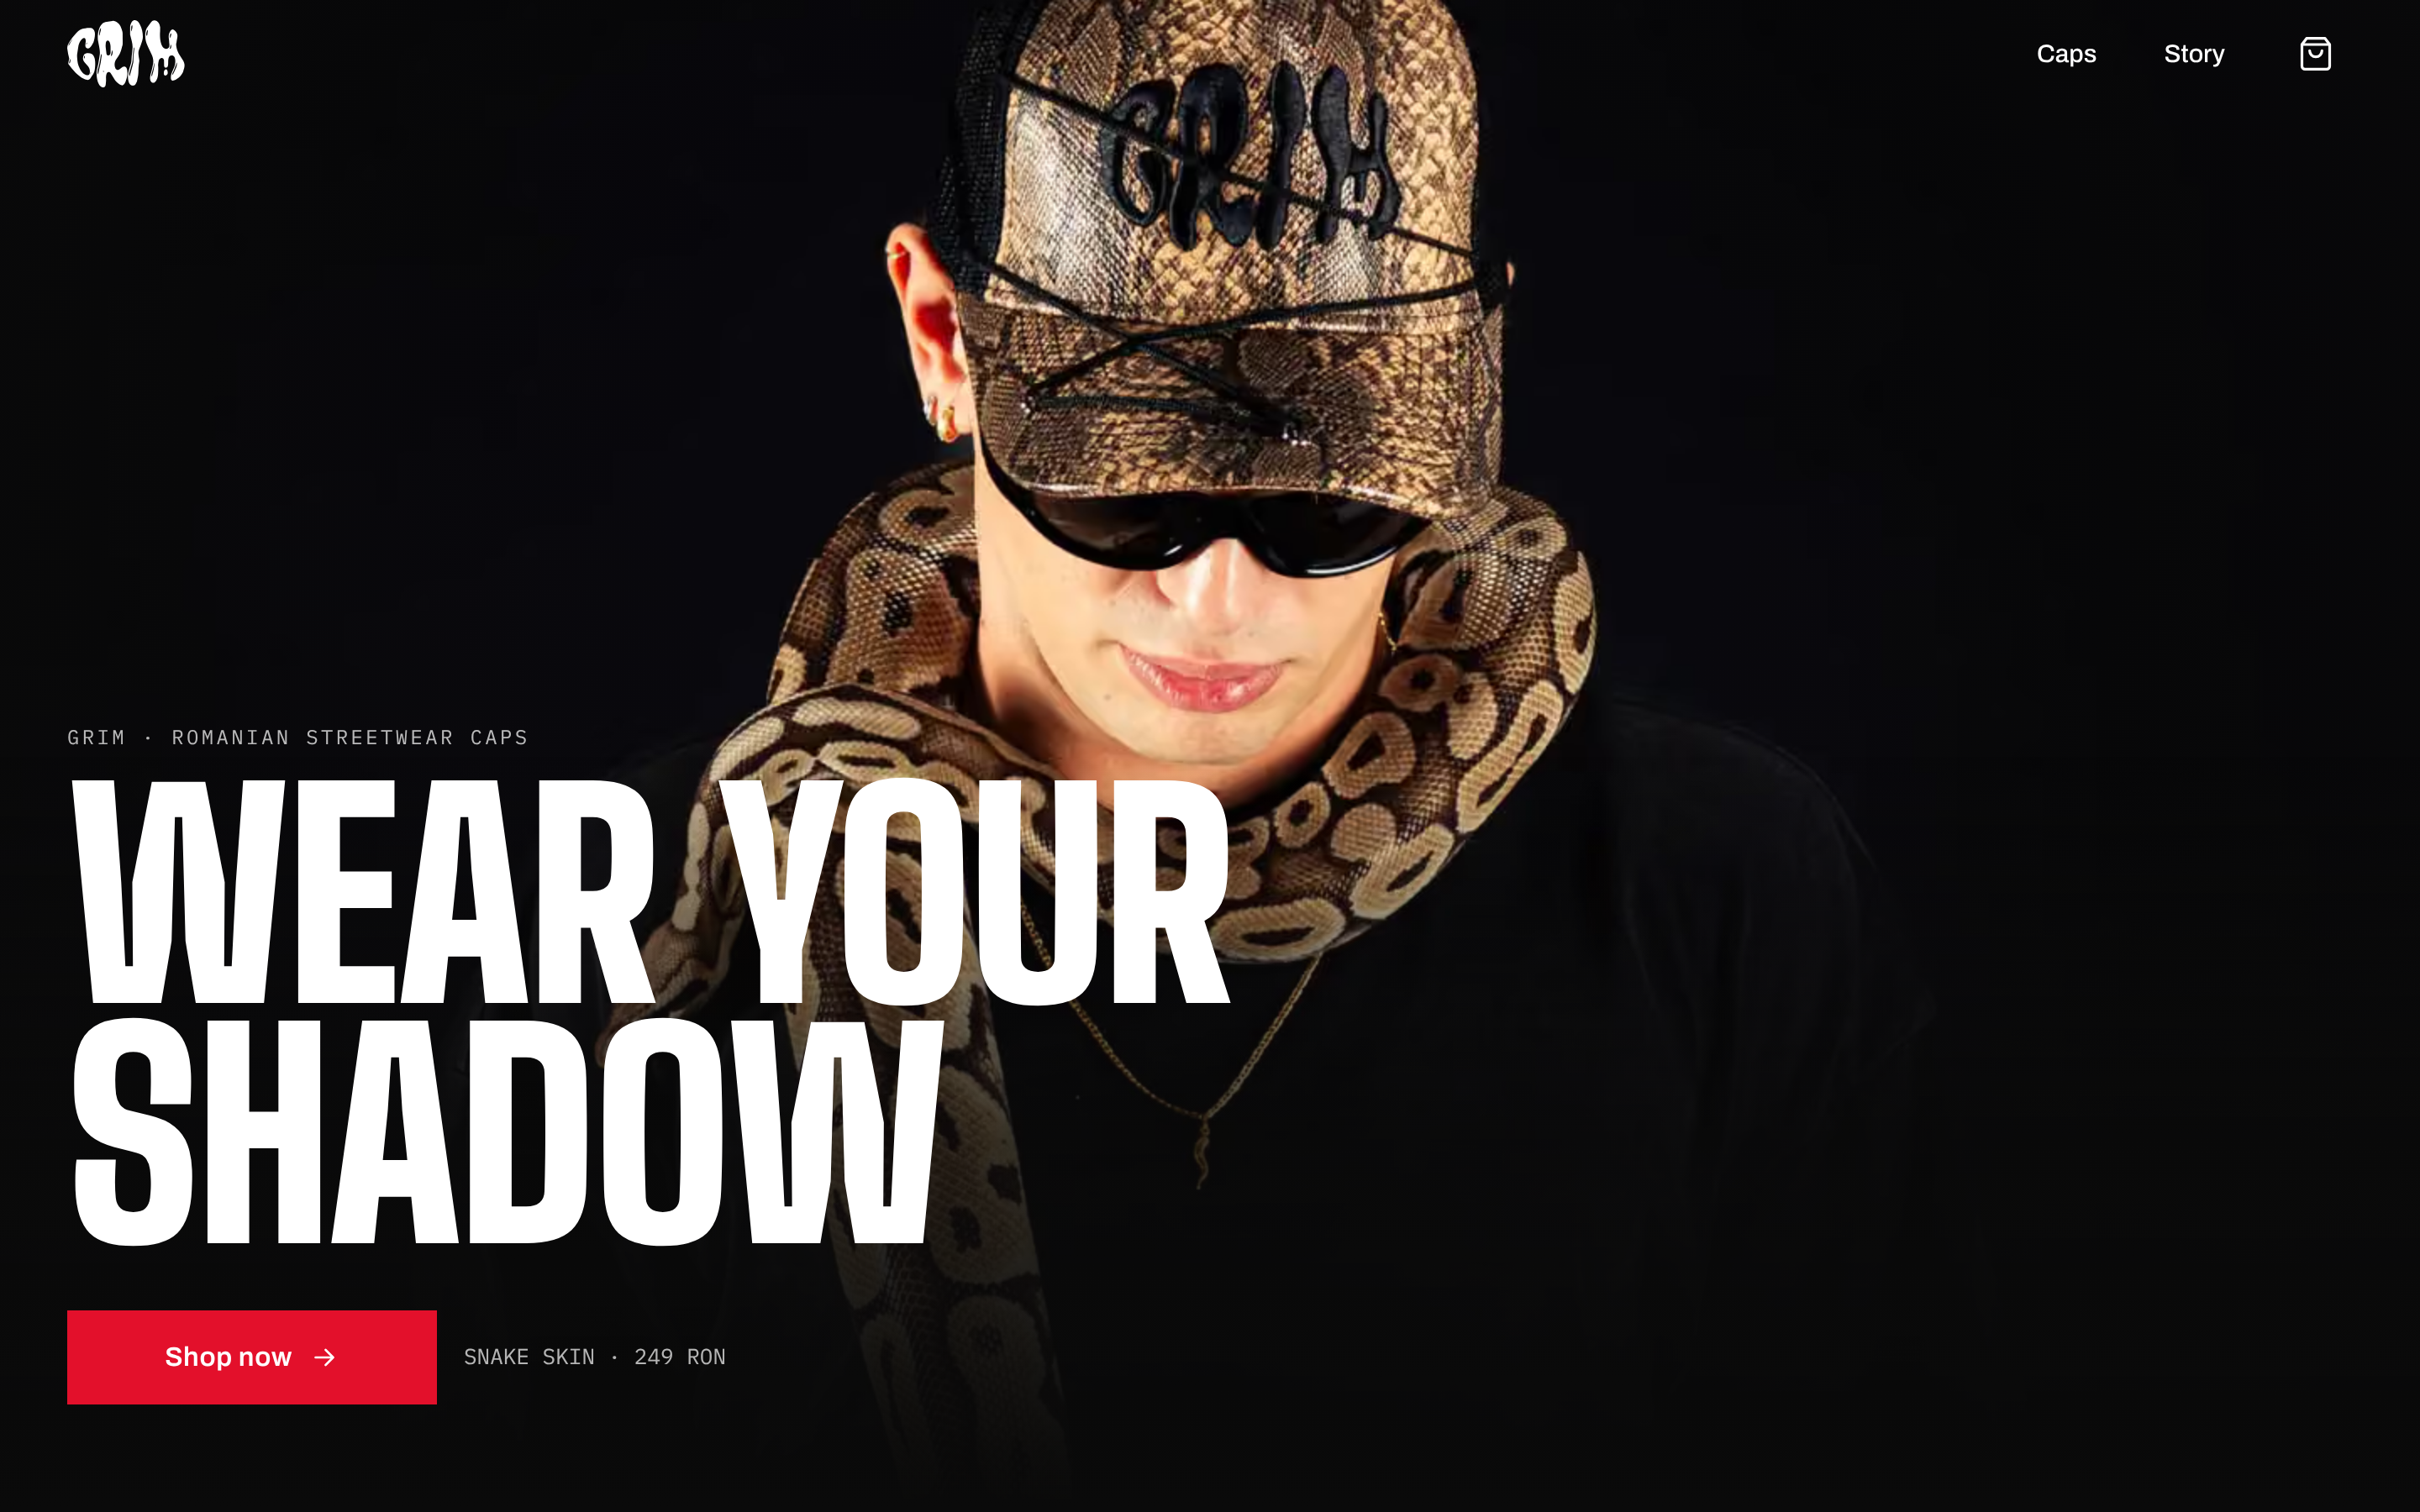 GRIM
Caps
Story
GRIM
GRIM · ROMANIAN STREETWEAR CAPS
WEAR YOUR
SHADOW
Shop now →
SNAKE SKIN · 249 RON